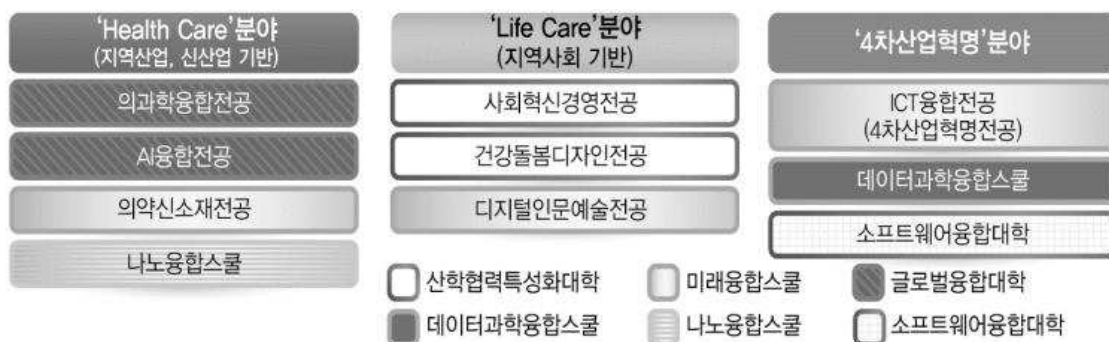 'Health Care'분야
(지역산업, 신산업 기반)
의과학융합전공
AI융합전공
의약신소재전공
나노융합스쿨
'Life Care'분야
(지역사회 기반)
사회혁신경영전공
건강돌봄디자인전공
디지털인문예술전공
'4차산업혁명'분야
ICT융합전공
(4차산업혁명전공)
데이터과학융합스쿨
소프트웨어융합대학
산학협력특성화대학
미래융합스쿨
글로벌융합대학
데이터과학융합스쿨
나노융합스쿨
소프트웨어융합대학